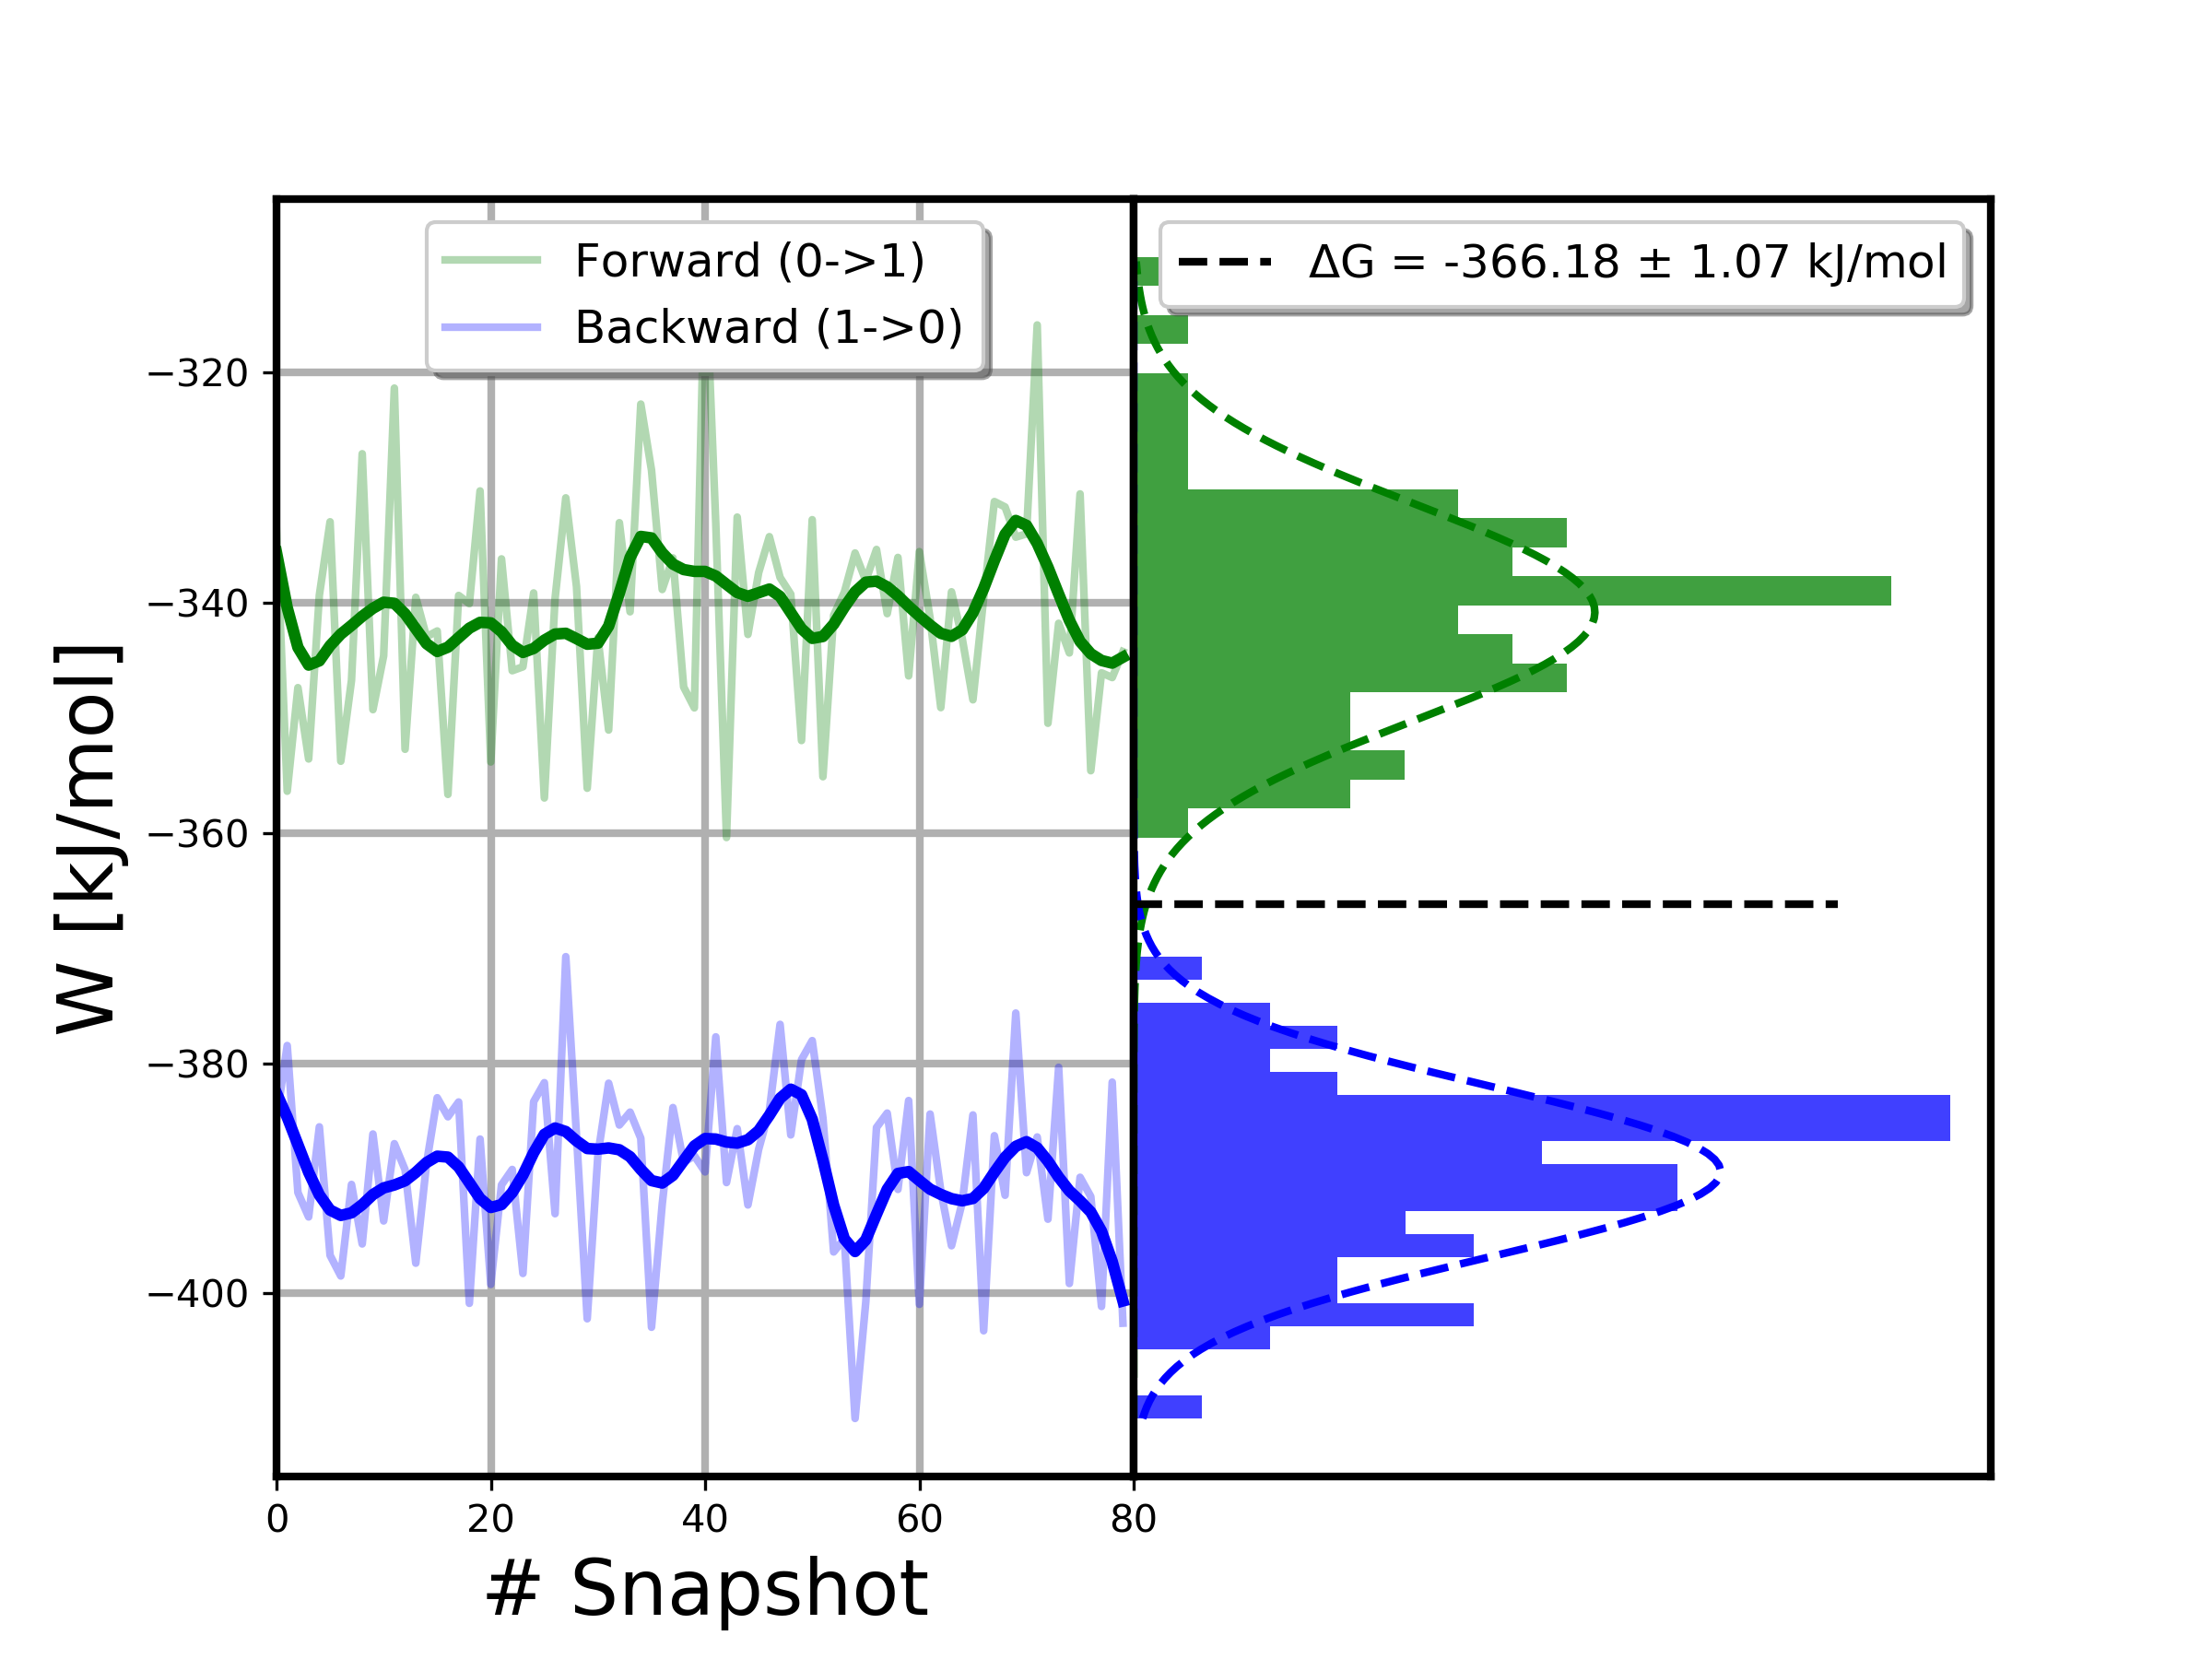 Forward (0->1)
Backward (1->0)
ΔG = -366.18 ± 1.07 kJ/mol
W [kJ/mol]
−320
−340
−360
−380
−400
0 20 40 60 80
# Snapshot